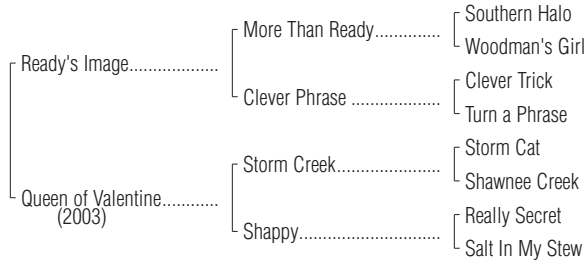 Southern Halo
More Than Ready..............
Woodman's Girl
Ready's Image...................
Clever Trick
Clever Phrase ...................
Turn a Phrase
Storm Cat
Storm Creek......................
Shawnee Creek
Queen of Valentine............
(2003)
Really Secret
Shappy..............................
Salt In My Stew